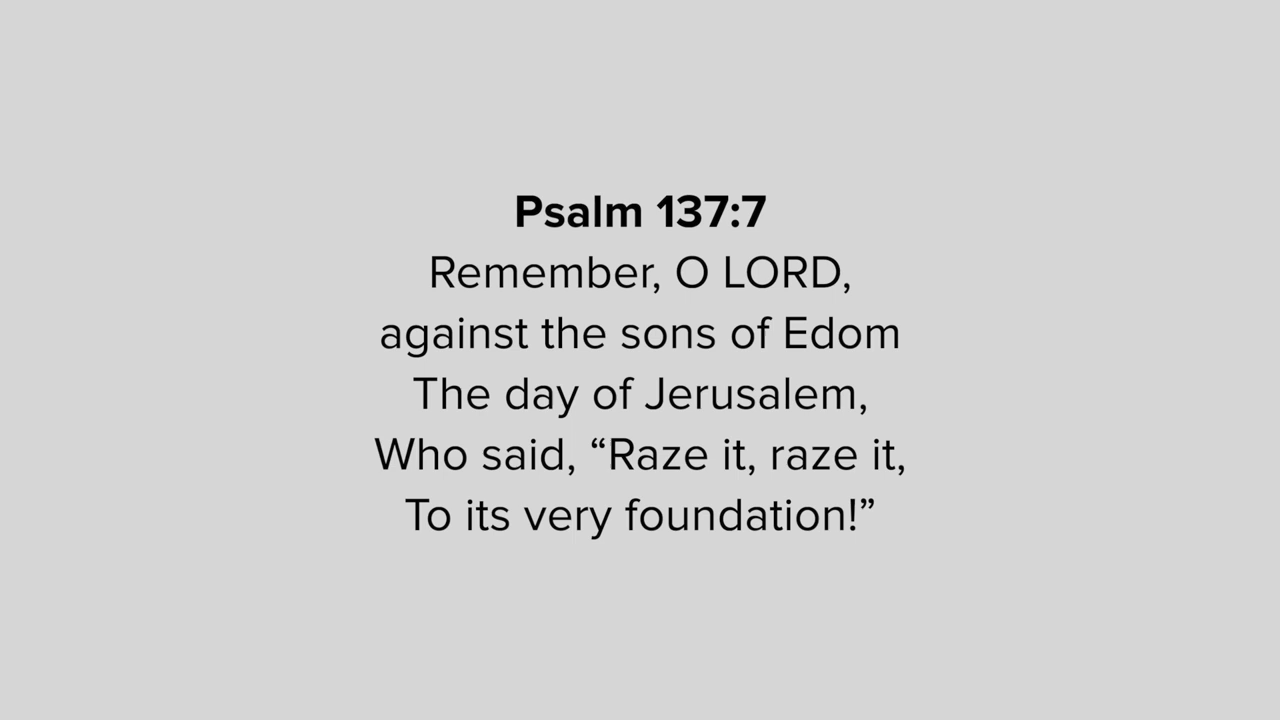 Psalm 137:7
Remember, O LORD,
against the sons of Edom
The day of Jerusalem,
Who said, “Raze it, raze it,
To its very foundation!”